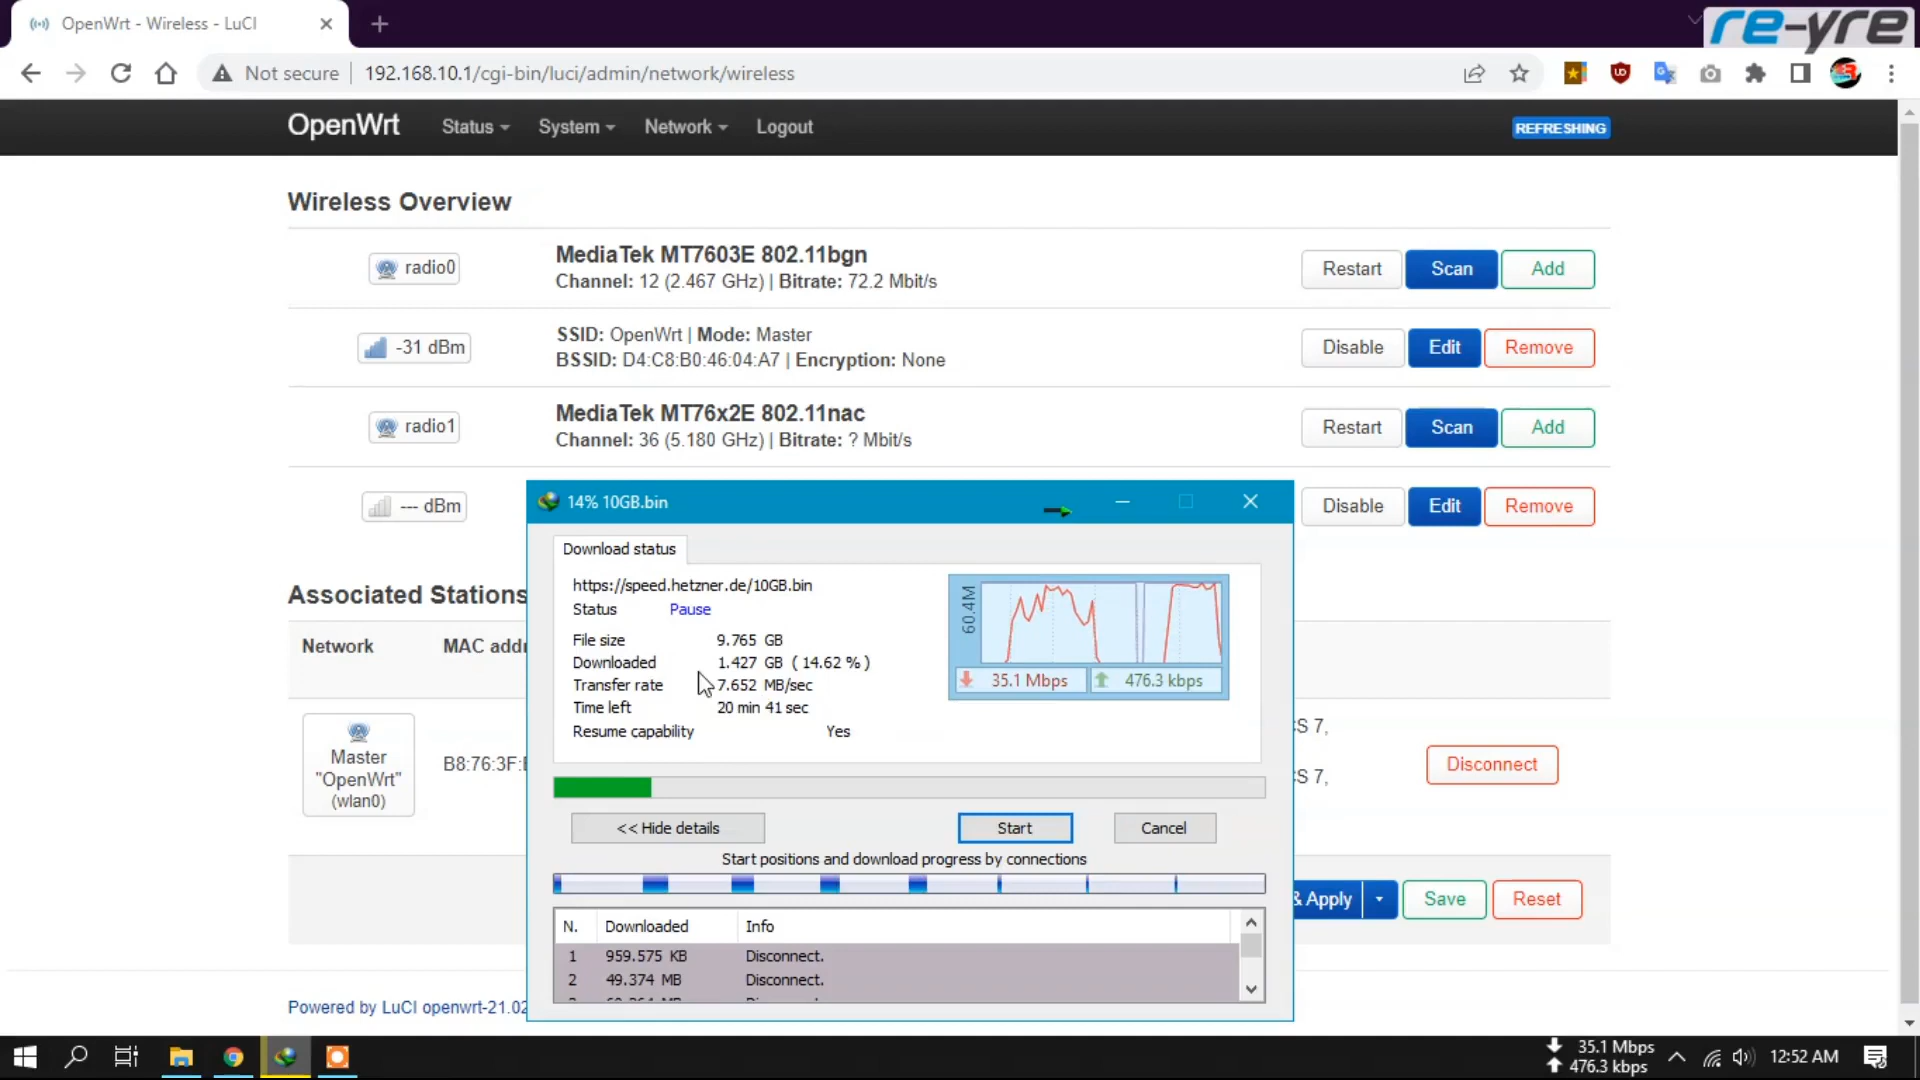 OpenWrt - Wireless - LuCI
re-yre
Not secure
192.168.10.1/cgi-bin/luci/admin/network/wireless
OpenWrt
Status
System
Network
Logout
REFRESHING
Wireless Overview
radio0
MediaTek MT7603E 802.11bgn
Channel: 12 (2.467 GHz) | Bitrate: 72.2 Mbit/s
Restart
Scan
Add
-31 dBm
SSID: OpenWrt | Mode: Master
BSSID: D4:C8:B0:46:04:A7 | Encryption: None
Disable
Edit
Remove
radio1
MediaTek MT76x2E 802.11nac
Channel: 36 (5.180 GHz) | Bitrate: ? Mbit/s
Restart
Scan
Add
--- dBm
Disable
Edit
Remove
14% 10GB.bin
Download status
https://speed.hetzner.de/10GB.bin
Status Pause
File size 9.765 GB
Downloaded 1.427 GB ( 14.62 % )
Transfer rate 7.652 MB/sec
Time left 20 min 41 sec
Resume capability Yes
60.4M
35.1 Mbps
476.3 kbps
<< Hide details
Start
Cancel
Start positions and download progress by connections
N. Downloaded Info
1 959.575 KB Disconnect.
2 49.374 MB Disconnect.
Associated Stations
Network
MAC addr
Master
"OpenWrt"
(wlan0)
B8:76:3F:
CS 7,
CS 7,
Disconnect
& Apply
Save
Reset
Powered by LuCI openwrt-21.02
35.1 Mbps
476.3 kbps
12:52 AM